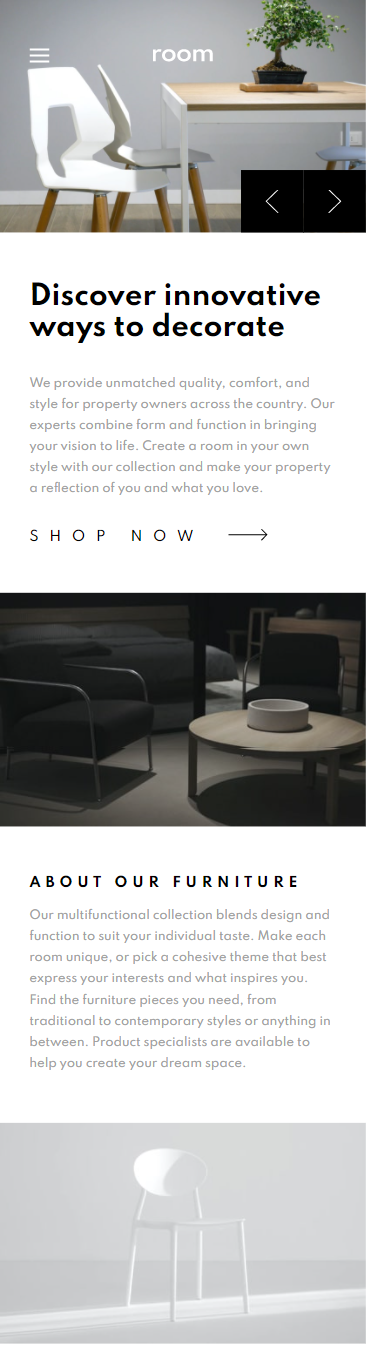 room
Discover innovative
ways to decorate
We provide unmatched quality, comfort, and
style for property owners across the country. Our
experts combine form and function in bringing
your vision to life. Create a room in your own
style with our collection and make your property
a reflection of you and what you love.
SHOP NOW
ABOUT OUR FURNITURE
Our multifunctional collection blends design and
function to suit your individual taste. Make each
room unique, or pick a cohesive theme that best
express your interests and what inspires you.
Find the furniture pieces you need, from
traditional to contemporary styles or anything in
between. Product specialists are available to
help you create your dream space.